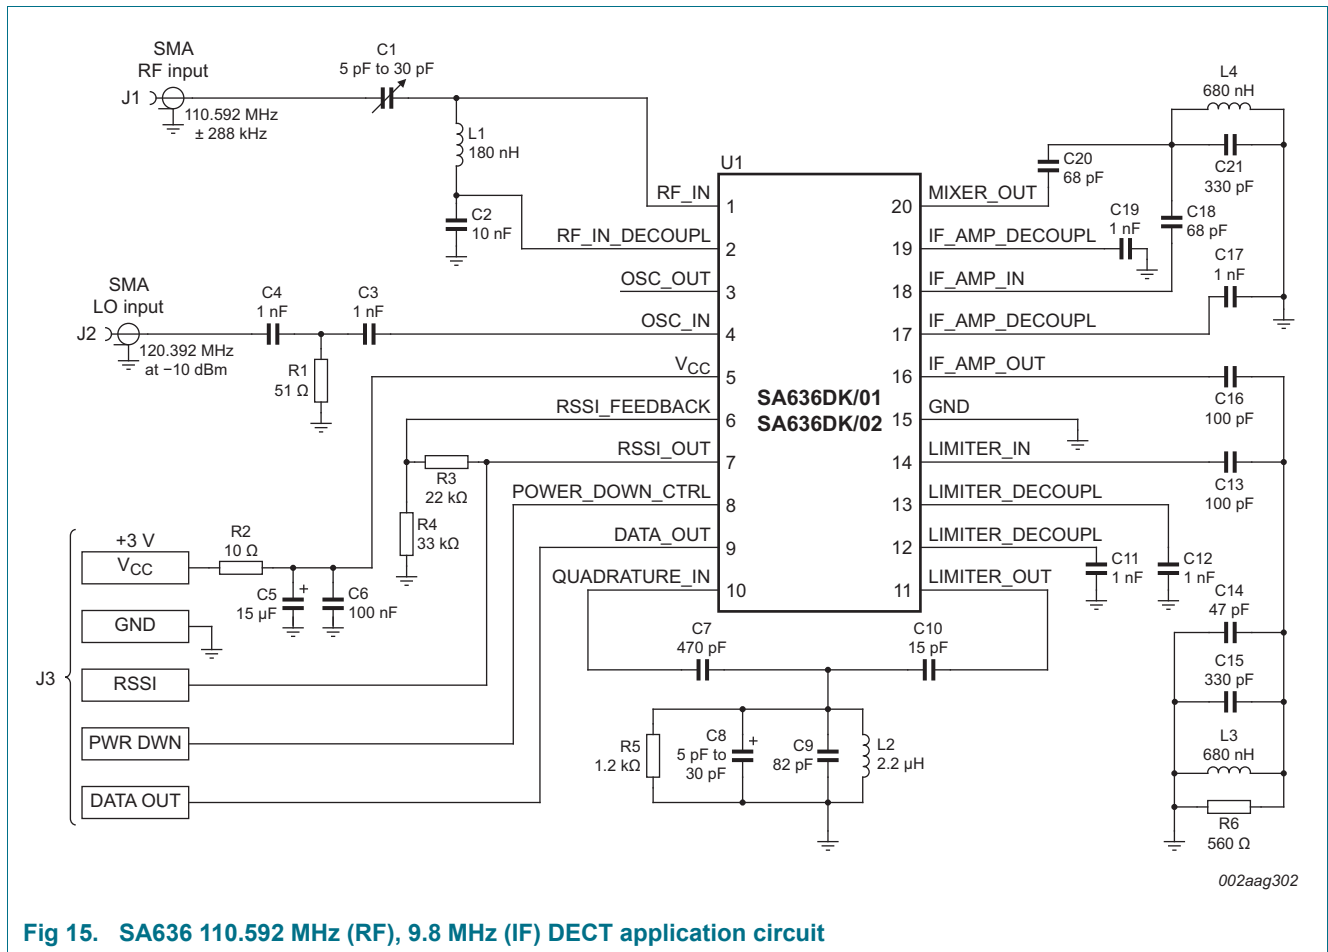 SMA
RF input
J1
110.592 MHz
± 288 kHz
C1
5 pF to 30 pF
L1
180 nH
C2
10 nF
SMA
LO input
J2
120.392 MHz
at −10 dBm
C4
1 nF
C3
1 nF
R1
51 Ω
U1
SA636DK/01
SA636DK/02
RF_IN
1
RF_IN_DECOUPL
2
OSC_OUT
3
OSC_IN
4
VCC
5
RSSI_FEEDBACK
6
RSSI_OUT
7
POWER_DOWN_CTRL
8
DATA_OUT
9
QUADRATURE_IN
10
20
MIXER_OUT
19
IF_AMP_DECOUPL
18
IF_AMP_IN
17
IF_AMP_DECOUPL
16
IF_AMP_OUT
15
GND
14
LIMITER_IN
13
LIMITER_DECOUPL
12
LIMITER_DECOUPL
11
LIMITER_OUT
R3
22 kΩ
R4
33 kΩ
J3
+3 V
VCC
GND
RSSI
PWR DWN
DATA OUT
R2
10 Ω
C5
15 μF
+
C6
100 nF
C7
470 pF
C10
15 pF
R5
1.2 kΩ
C8
5 pF to
30 pF
+
C9
82 pF
L2
2.2 μH
L4
680 nH
C20
68 pF
C21
330 pF
C19
1 nF
C18
68 pF
C17
1 nF
C16
100 pF
C13
100 pF
C11
1 nF
C12
1 nF
C14
47 pF
C15
330 pF
L3
680 nH
R6
560 Ω
002aag302
Fig 15. SA636 110.592 MHz (RF), 9.8 MHz (IF) DECT application circuit